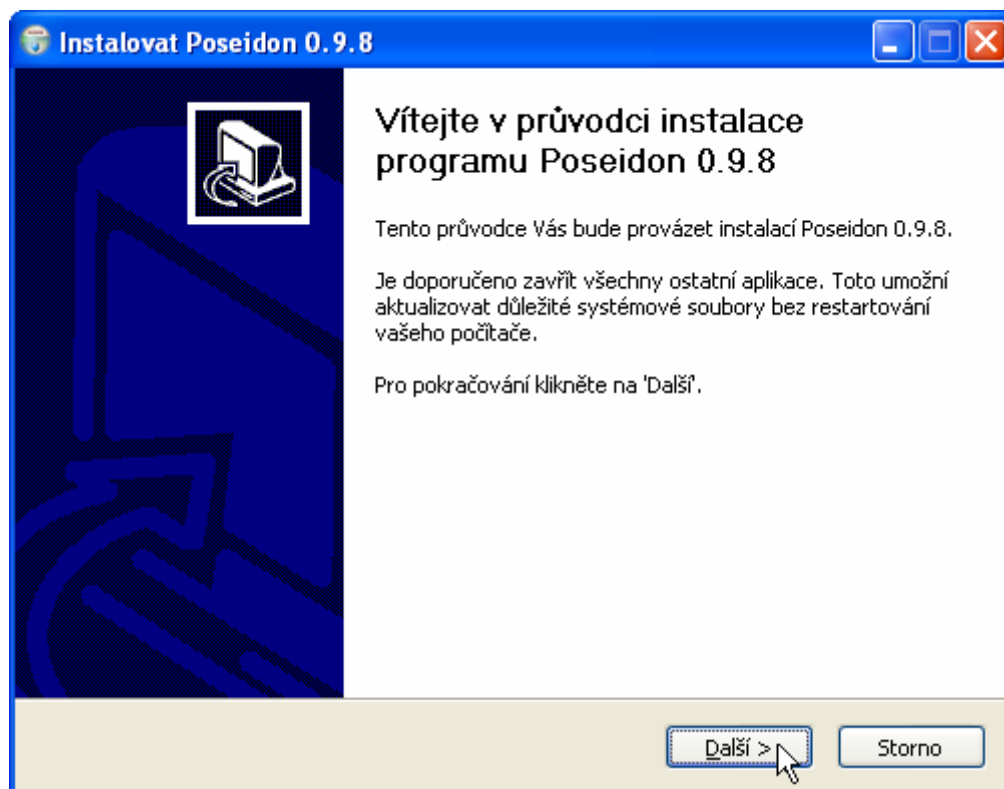 Instalovat Poseidon 0.9.8
Vítejte v průvodci instalace
programu Poseidon 0.9.8
Tento průvodce Vás bude provázet instalací Poseidon 0.9.8.
Je doporučeno zavřít všechny ostatní aplikace. Toto umožní
aktualizovat důležité systémové soubory bez restartování
vašeho počítače.
Pro pokračování klikněte na 'Další'.
Další >
Storno